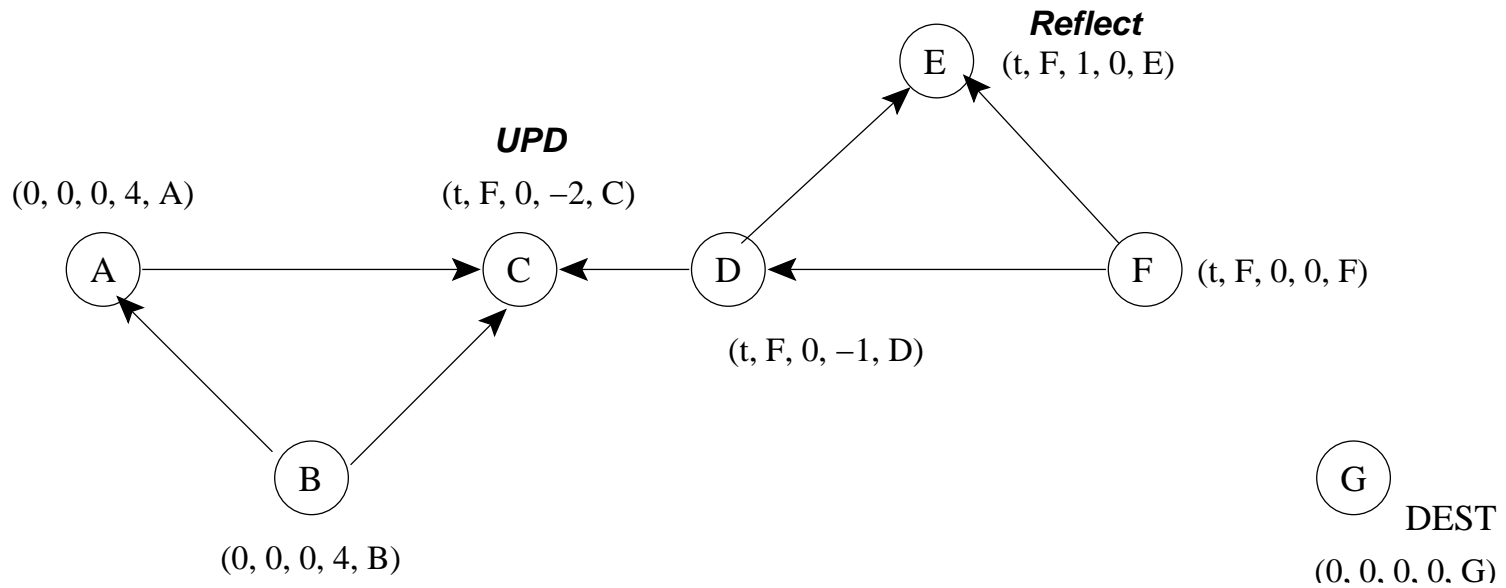 Reflect
E
(t, F, 1, 0, E)
UPD
(0, 0, 0, 4, A)
(t, F, 0, −2, C)
A
C
D
F
(t, F, 0, 0, F)
(t, F, 0, −1, D)
B
G
DEST
(0, 0, 0, 4, B)
(0, 0, 0, 0, G)